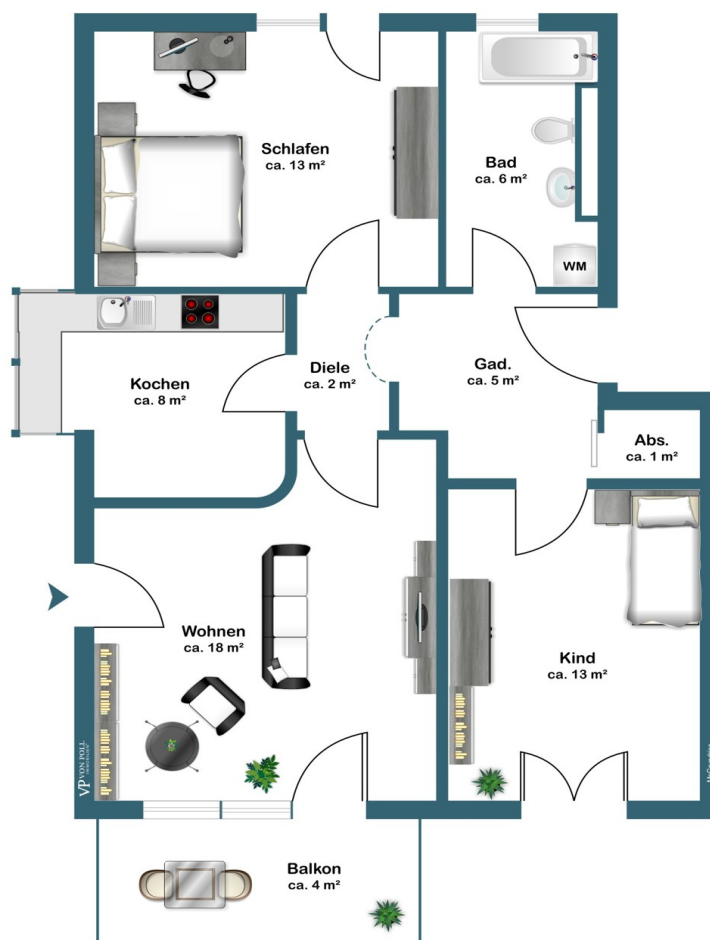 Schlafen
ca. 13 m²
Bad
ca. 6 m²
WM
Kochen
ca. 8 m²
Diele
ca. 2 m²
Gad.
ca. 5 m²
Abs.
ca. 1 m²
Wohnen
ca. 18 m²
Kind
ca. 13 m²
VP VON POLL
Balkon
ca. 4 m²